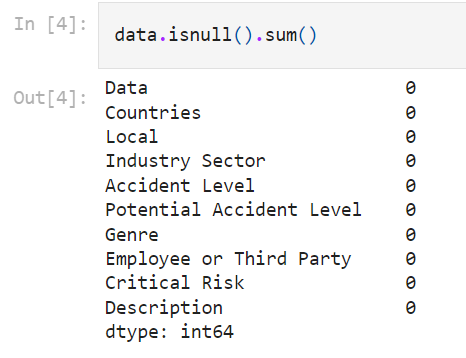 In [4]: data.isnull().sum()
Out[4]: Data 0
Countries 0
Local 0
Industry Sector 0
Accident Level 0
Potential Accident Level 0
Genre 0
Employee or Third Party 0
Critical Risk 0
Description 0
dtype: int64